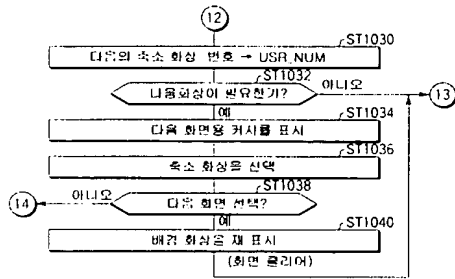 12
ST1030
다음의 축소 화상 번호 → USR_NUM
ST1032
다음화상이 필요한가?
아니오
13
예
ST1034
다음 화면용 커서를 표시
ST1036
축소 화상을 선택
ST1038
아니오
다음 화면 선택?
14
예
ST1040
배경 화상을 재 표시
(화면 클리어)